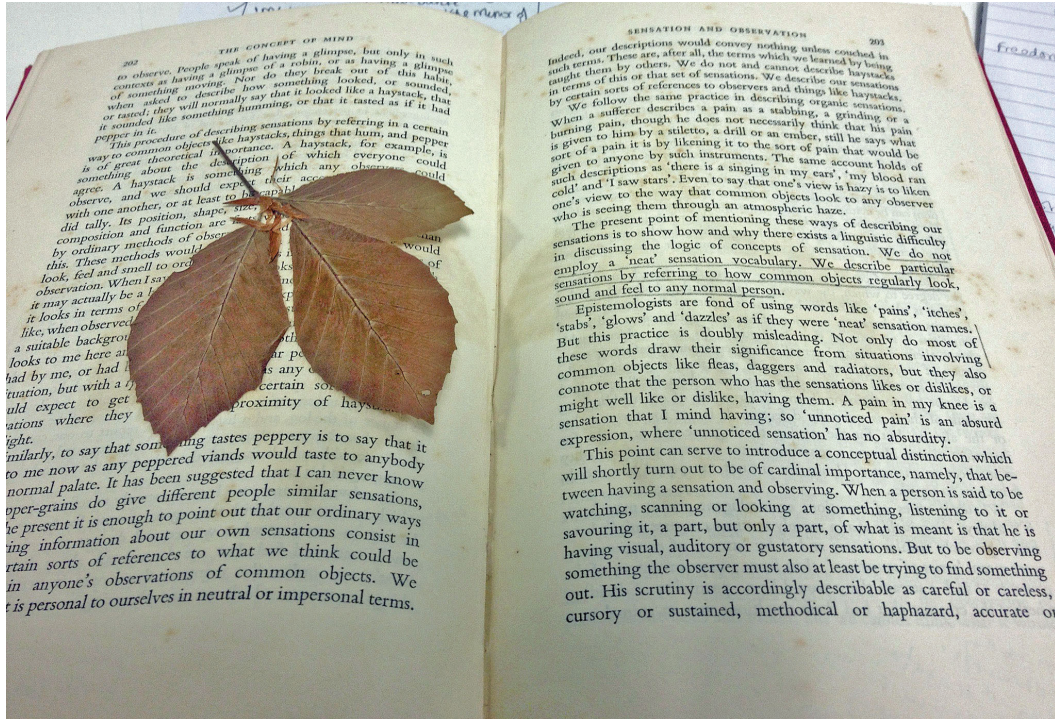 the mirror of
Freedom
202
THE CONCEPT OF MIND
to observe. People speak of having a glimpse, but only in such
contexts as having a glimpse of a robin, or as having a glimpse
of something moving. Nor do they break out of this habit
when asked to describe how something looked, or sounded,
or tasted; they will normally say that it looked like a haystack, that
it sounded like something humming, or that it tasted as if it had
pepper in it.
This procedure of describing sensations by referring in a certain
way to common objects like haystacks, things that hum, and pepper
is of great theoretical importance. A haystack, for example, is
something about the description of which everyone could
agree. A haystack is something which any observer could
observe, and we should expect their acc
with one another, or at least to be capabl
did tally. Its position, shape, size,
composition and function are
by ordinary methods of obser
this. These methods would
look, feel and smell to ord
observation. When I say
it may actually be a
it looks in terms of
like, when observed
a suitable backgrou
looks to me here an
had by me, or had
ituation, but with a
uld expect to get certain so
ations where they proximity of hayst
ight.
imilarly, to say that something tastes peppery is to say that it
to me now as any peppered viands would taste to anybody
normal palate. It has been suggested that I can never know
pper-grains do give different people similar sensations,
he present it is enough to point out that our ordinary ways
ing information about our own sensations consist in
rtain sorts of references to what we think could be
in anyone's observations of common objects. We
t is personal to ourselves in neutral or impersonal terms.
SENSATION AND OBSERVATION
203
Indeed, our descriptions would convey nothing unless couched in
such terms. These are, after all, the terms which we learned by being
taught them by others. We do not and cannot describe haystacks
in terms of this or that set of sensations. We describe our sensations
by certain sorts of references to observers and things like haystacks.
We follow the same practice in describing organic sensations.
When a sufferer describes a pain as a stabbing, a grinding or a
burning pain, though he does not necessarily think that his pain
is given to him by a stiletto, a drill or an ember, still he says what
sort of a pain it is by likening it to the sort of pain that would be
given to anyone by such instruments. The same account holds of
such descriptions as 'there is a singing in my ears', 'my blood ran
cold' and 'I saw stars'. Even to say that one's view is hazy is to liken
one's view to the way that common objects look to any observer
who is seeing them through an atmospheric haze.
The present point of mentioning these ways of describing our
sensations is to show how and why there exists a linguistic difficulty
in discussing the logic of concepts of sensation. We do not
employ a 'neat' sensation vocabulary. We describe particular
sensations by referring to how common objects regularly look,
sound and feel to any normal person.
Epistemologists are fond of using words like 'pains', 'itches',
'stabs', 'glows' and 'dazzles' as if they were 'neat' sensation names.
But this practice is doubly misleading. Not only do most of
these words draw their significance from situations involving
common objects like fleas, daggers and radiators, but they also
connote that the person who has the sensations likes or dislikes, or
might well like or dislike, having them. A pain in my knee is a
sensation that I mind having; so 'unnoticed pain' is an absurd
expression, where 'unnoticed sensation' has no absurdity.
This point can serve to introduce a conceptual distinction which
will shortly turn out to be of cardinal importance, namely, that be-
tween having a sensation and observing. When a person is said to be
watching, scanning or looking at something, listening to it or
savouring it, a part, but only a part, of what is meant is that he is
having visual, auditory or gustatory sensations. But to be observing
something the observer must also at least be trying to find something
out. His scrutiny is accordingly describable as careful or careless,
cursory or sustained, methodical or haphazard, accurate or